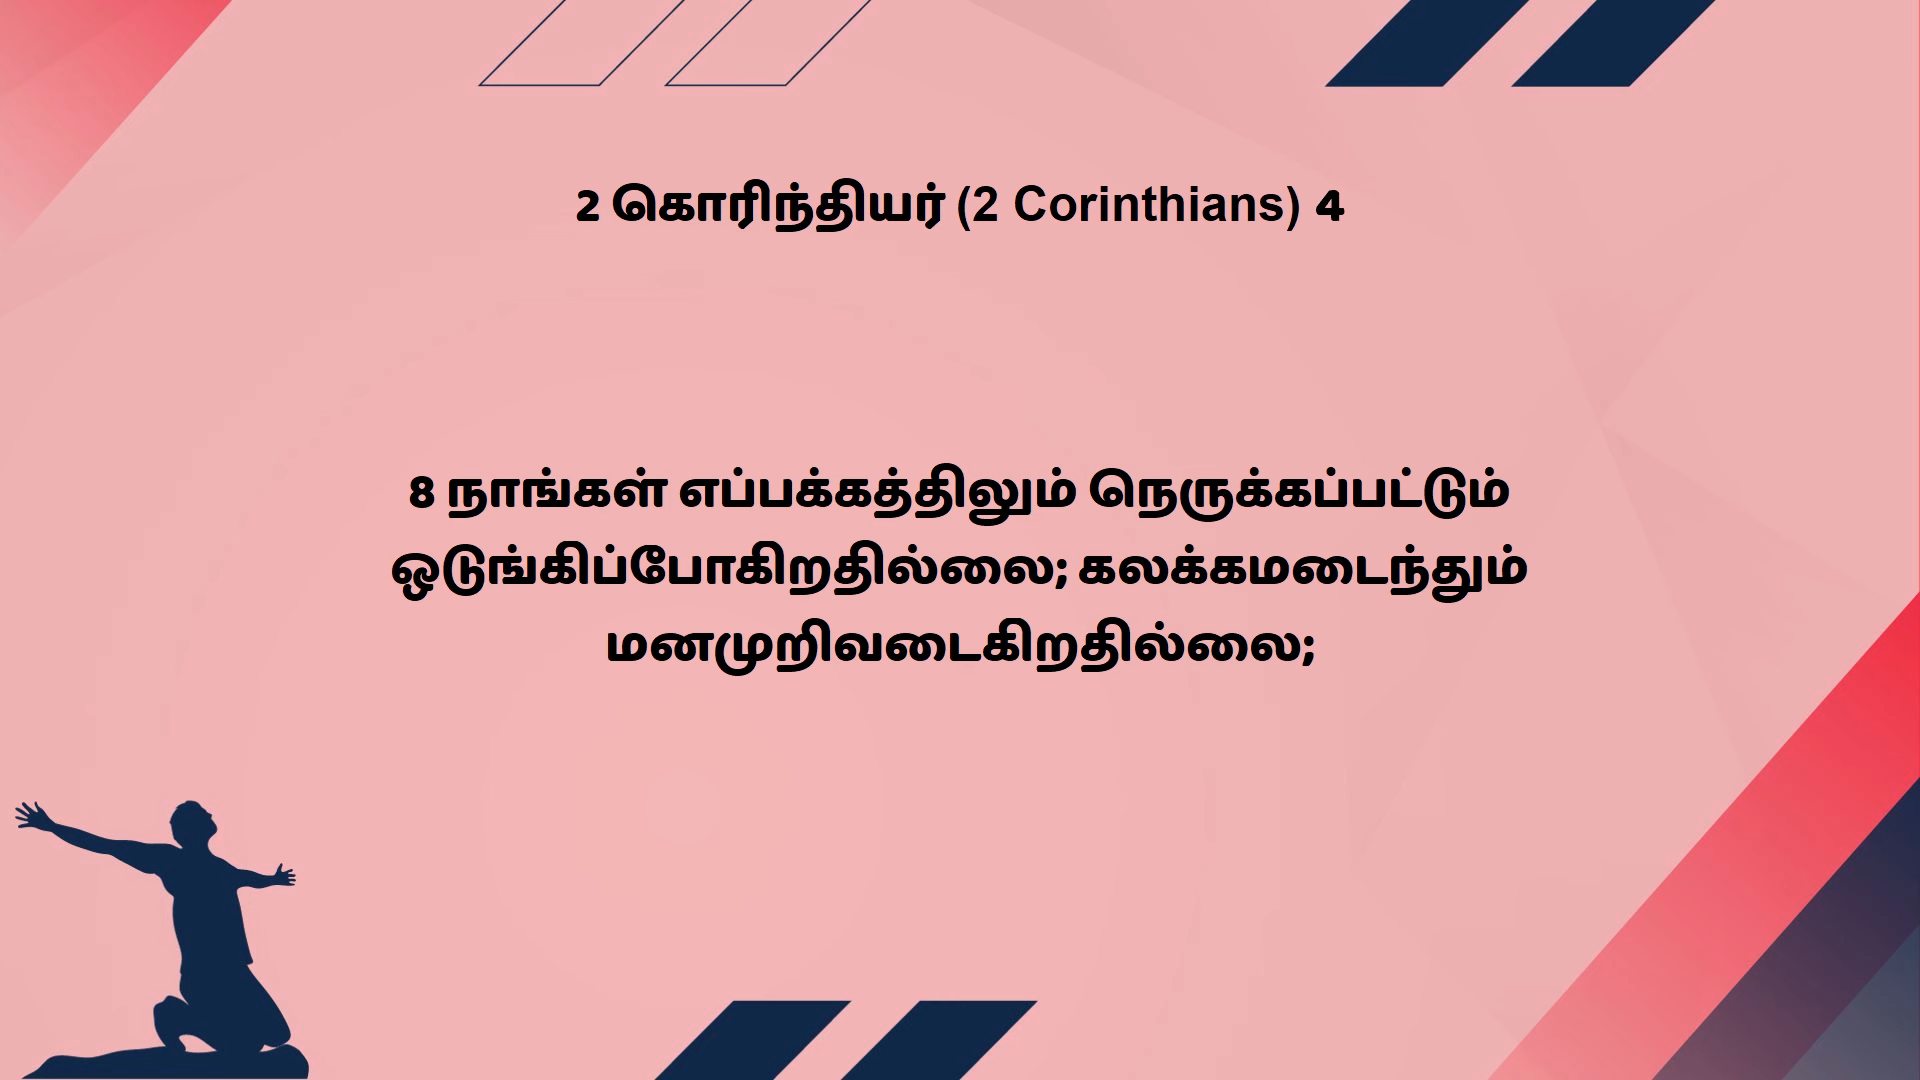 2 கொரிந்தியர் (2 Corinthians) 4
8 நாங்கள் எப்பக்கத்திலும் நெருக்கப்பட்டும்
ஒடுங்கிப்போகிறதில்லை; கலக்கமடைந்தும்
மனமுறிவடைகிறதில்லை;